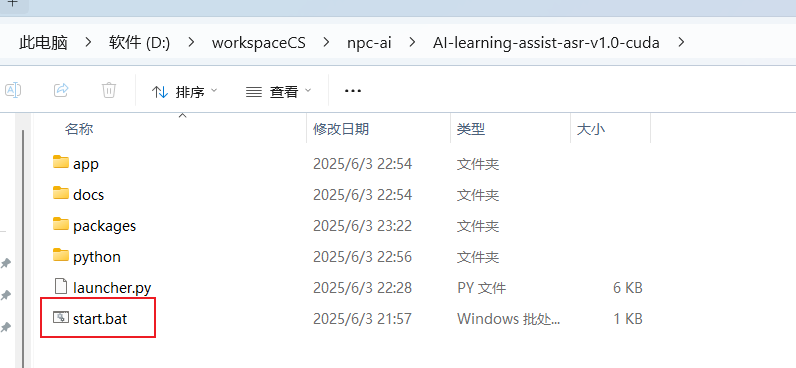 此电脑 > 软件 (D:) > workspaceCS > npc-ai > AI-learning-assist-asr-v1.0-cuda >
排序 查看 ...
名称 修改日期 类型 大小
app 2025/6/3 22:54 文件夹
docs 2025/6/3 22:54 文件夹
packages 2025/6/3 23:22 文件夹
python 2025/6/3 22:56 文件夹
launcher.py 2025/6/3 22:28 PY 文件 6 KB
start.bat 2025/6/3 21:57 Windows 批处... 1 KB